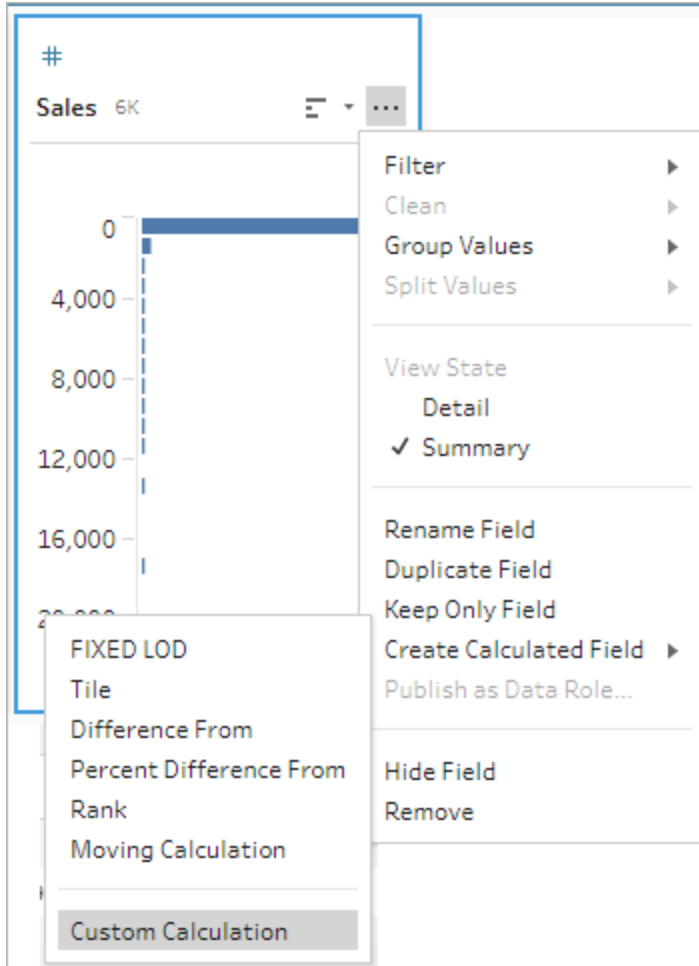 #
Sales 6K
0
4,000
8,000
12,000
16,000
Filter
Clean
Group Values
Split Values
View State
Detail
✓ Summary
Rename Field
Duplicate Field
Keep Only Field
Create Calculated Field
Publish as Data Role...
Hide Field
Remove
FIXED LOD
Tile
Difference From
Percent Difference From
Rank
Moving Calculation
Custom Calculation